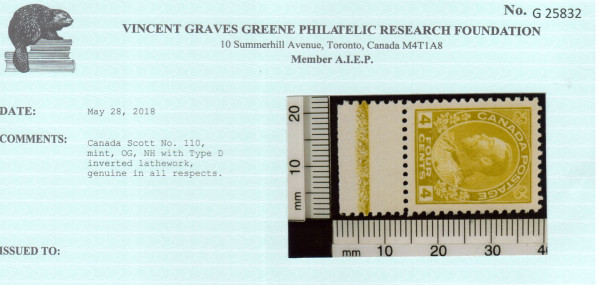 No. G 25832
VINCENT GRAVES GREENE PHILATELIC RESEARCH FOUNDATION
10 Summerhill Avenue, Toronto, Canada M4T1A8
Member A.I.E.P.
DATE: May 28, 2018
COMMENTS: Canada Scott No. 110,
mint, OG, NH with Type D
inverted lathework,
genuine in all respects.
ISSUED TO:
20
10
mm
CANADA POSTAGE
4 FOUR CENTS 4
mm 10 20 30 4